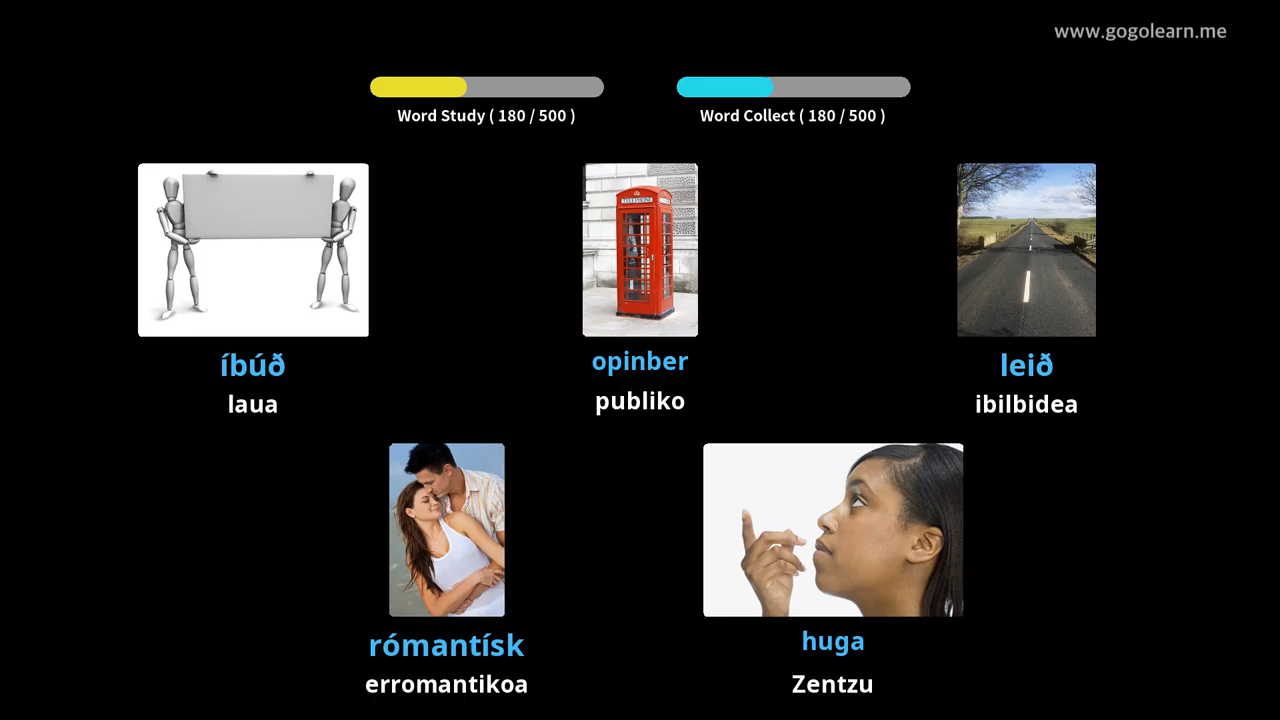 www.gogolearn.me
Word Study ( 180 / 500 )
Word Collect ( 180 / 500 )
TELEPHONE
íbúð
laua
opinber
publiko
leið
ibilbidea
rómantísk
erromantikoa
huga
Zentzu